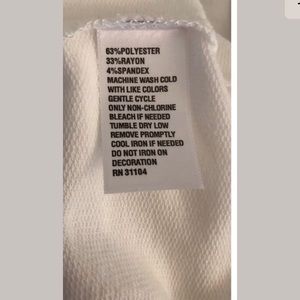 63%POLYESTER
33%RAYON
4%SPANDEX
MACHINE WASH COLD
WITH LIKE COLORS
GENTLE CYCLE
ONLY NON-CHLORINE
BLEACH IF NEEDED
TUMBLE DRY LOW
REMOVE PROMPTLY
COOL IRON IF NEEDED
DO NOT IRON ON
DECORATION
RN 31104